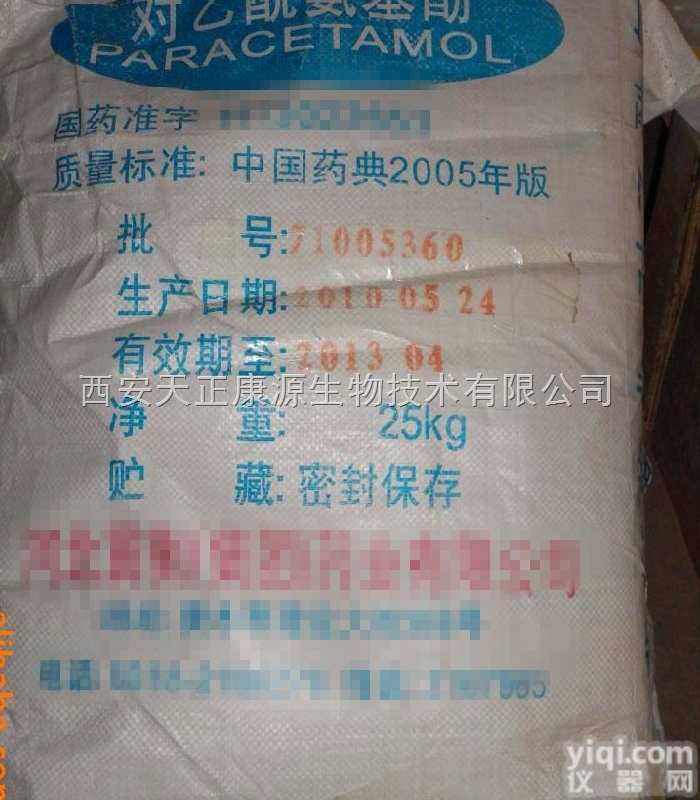 对乙酰氨基酚
PARACETAMOL
国药准字
质量标准: 中国药典2005年版
批 号:71005360
生产日期:2010 05 24
有效期至:2013 04
西安天正康源生物技术有限公司
净 重: 25kg
贮 藏: 密封保存
alibaba.com
yiqi.com
仪器网